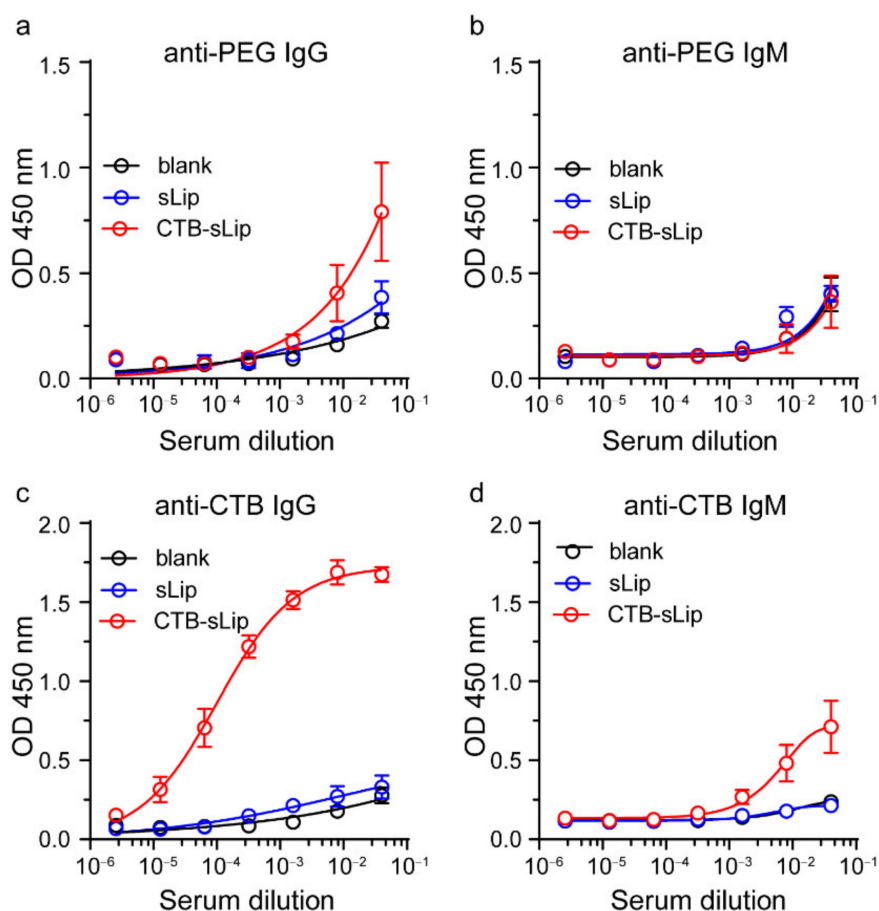 a
anti-PEG IgG
1.5
1.0
0.5
0.0
OD 450 nm
blank
sLip
CTB-sLip
10⁻⁶ 10⁻⁵ 10⁻⁴ 10⁻³ 10⁻² 10⁻¹
Serum dilution
b
anti-PEG IgM
1.5
1.0
0.5
0.0
OD 450 nm
blank
sLip
CTB-sLip
10⁻⁶ 10⁻⁵ 10⁻⁴ 10⁻³ 10⁻² 10⁻¹
Serum dilution
c
anti-CTB IgG
2.0
1.5
1.0
0.5
0.0
OD 450 nm
blank
sLip
CTB-sLip
10⁻⁶ 10⁻⁵ 10⁻⁴ 10⁻³ 10⁻² 10⁻¹
Serum dilution
d
anti-CTB IgM
2.0
1.5
1.0
0.5
0.0
OD 450 nm
blank
sLip
CTB-sLip
10⁻⁶ 10⁻⁵ 10⁻⁴ 10⁻³ 10⁻² 10⁻¹
Serum dilution